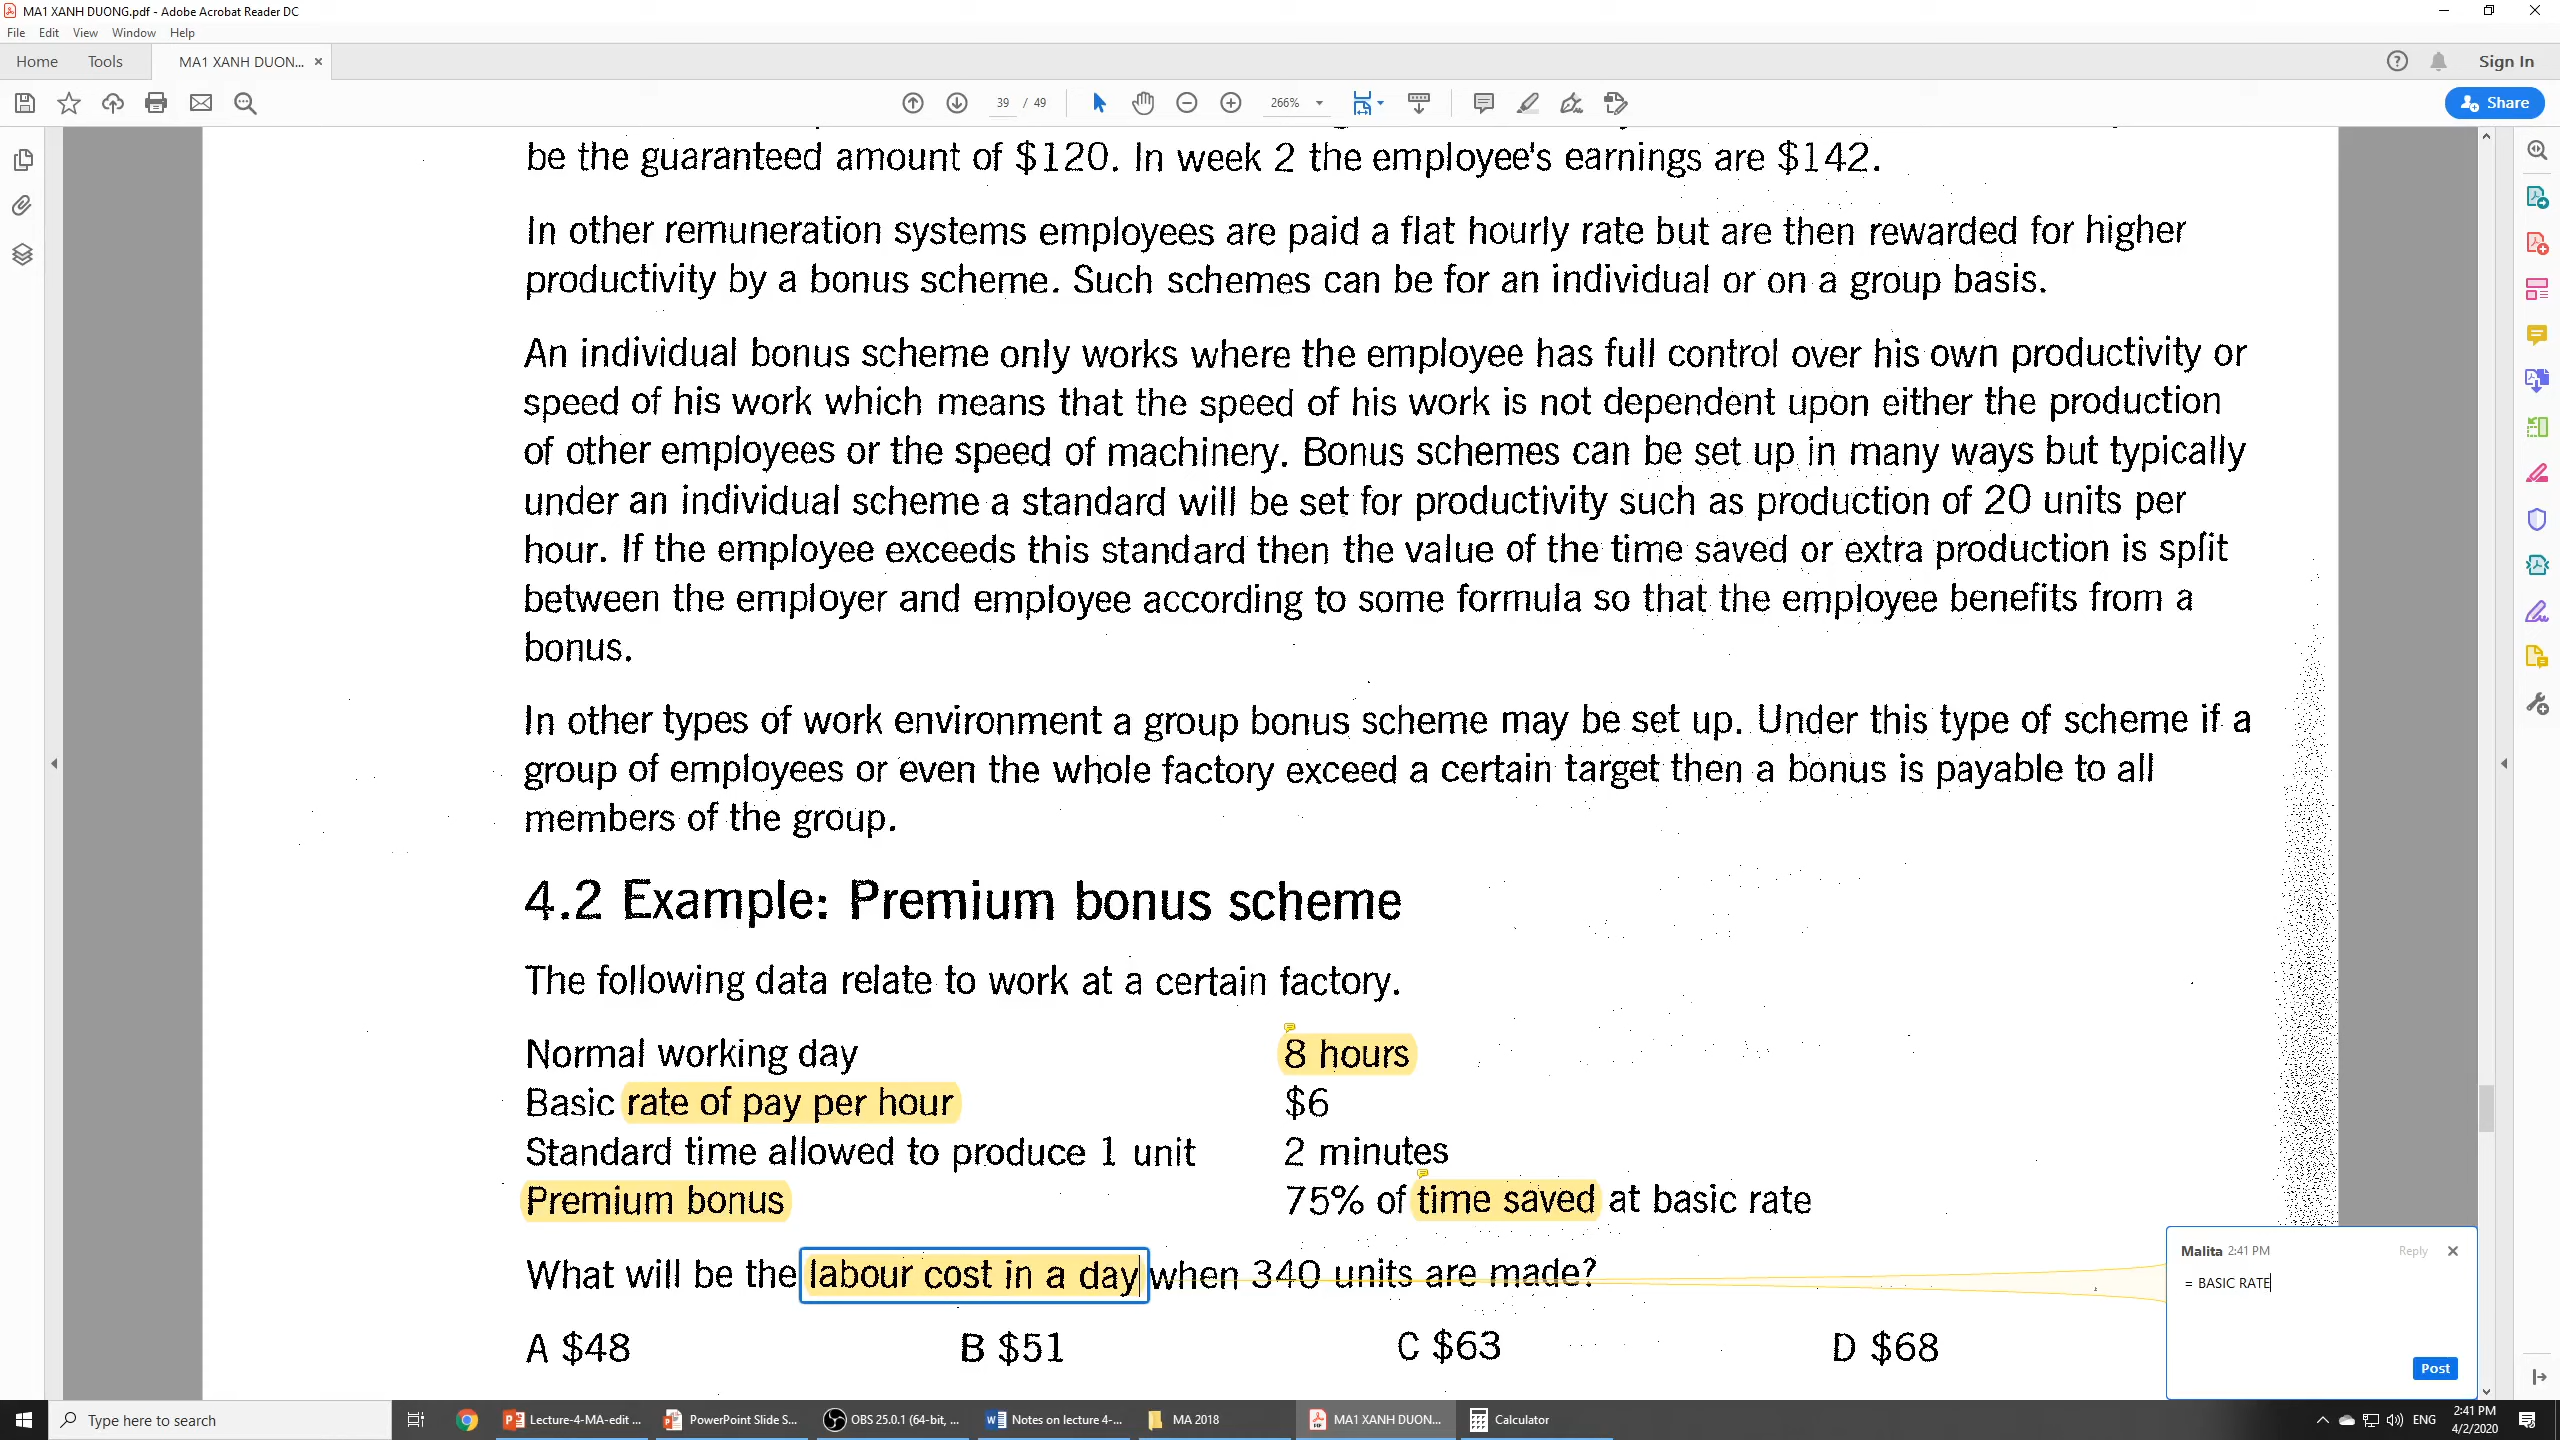 MA1 XANH DUONG.pdf - Adobe Acrobat Reader DC
File Edit View Window Help
Home Tools MA1 XANH DUON... × Sign In
39 / 49 266% Share
be the guaranteed amount of $120. In week 2 the employee's earnings are $142.
In other remuneration systems employees are paid a flat hourly rate but are then rewarded for higher
productivity by a bonus scheme. Such schemes can be for an individual or on a group basis.
An individual bonus scheme only works where the employee has full control over his own productivity or
speed of his work which means that the speed of his work is not dependent upon either the production
of other employees or the speed of machinery. Bonus schemes can be set up in many ways but typically
under an individual scheme a standard will be set for productivity such as production of 20 units per
hour. If the employee exceeds this standard then the value of the time saved or extra production is split
between the employer and employee according to some formula so that the employee benefits from a
bonus.
In other types of work environment a group bonus scheme may be set up. Under this type of scheme if a
group of employees or even the whole factory exceed a certain target then a bonus is payable to all
members of the group.
4.2 Example: Premium bonus scheme
The following data relate to work at a certain factory.
Normal working day 8 hours
Basic rate of pay per hour $6
Standard time allowed to produce 1 unit 2 minutes
Premium bonus 75% of time saved at basic rate
What will be the labour cost in a day when 340 units are made?
A $48 B $51 C $63 D $68
Malita 2:41 PM Reply
= BASIC RATE
Post
Type here to search Lecture-4-MA-edit ... PowerPoint Slide S... OBS 25.0.1 (64-bit, ... Notes on lecture 4-... MA 2018 MA1 XANH DUON... Calculator ENG 2:41 PM
4/2/2020